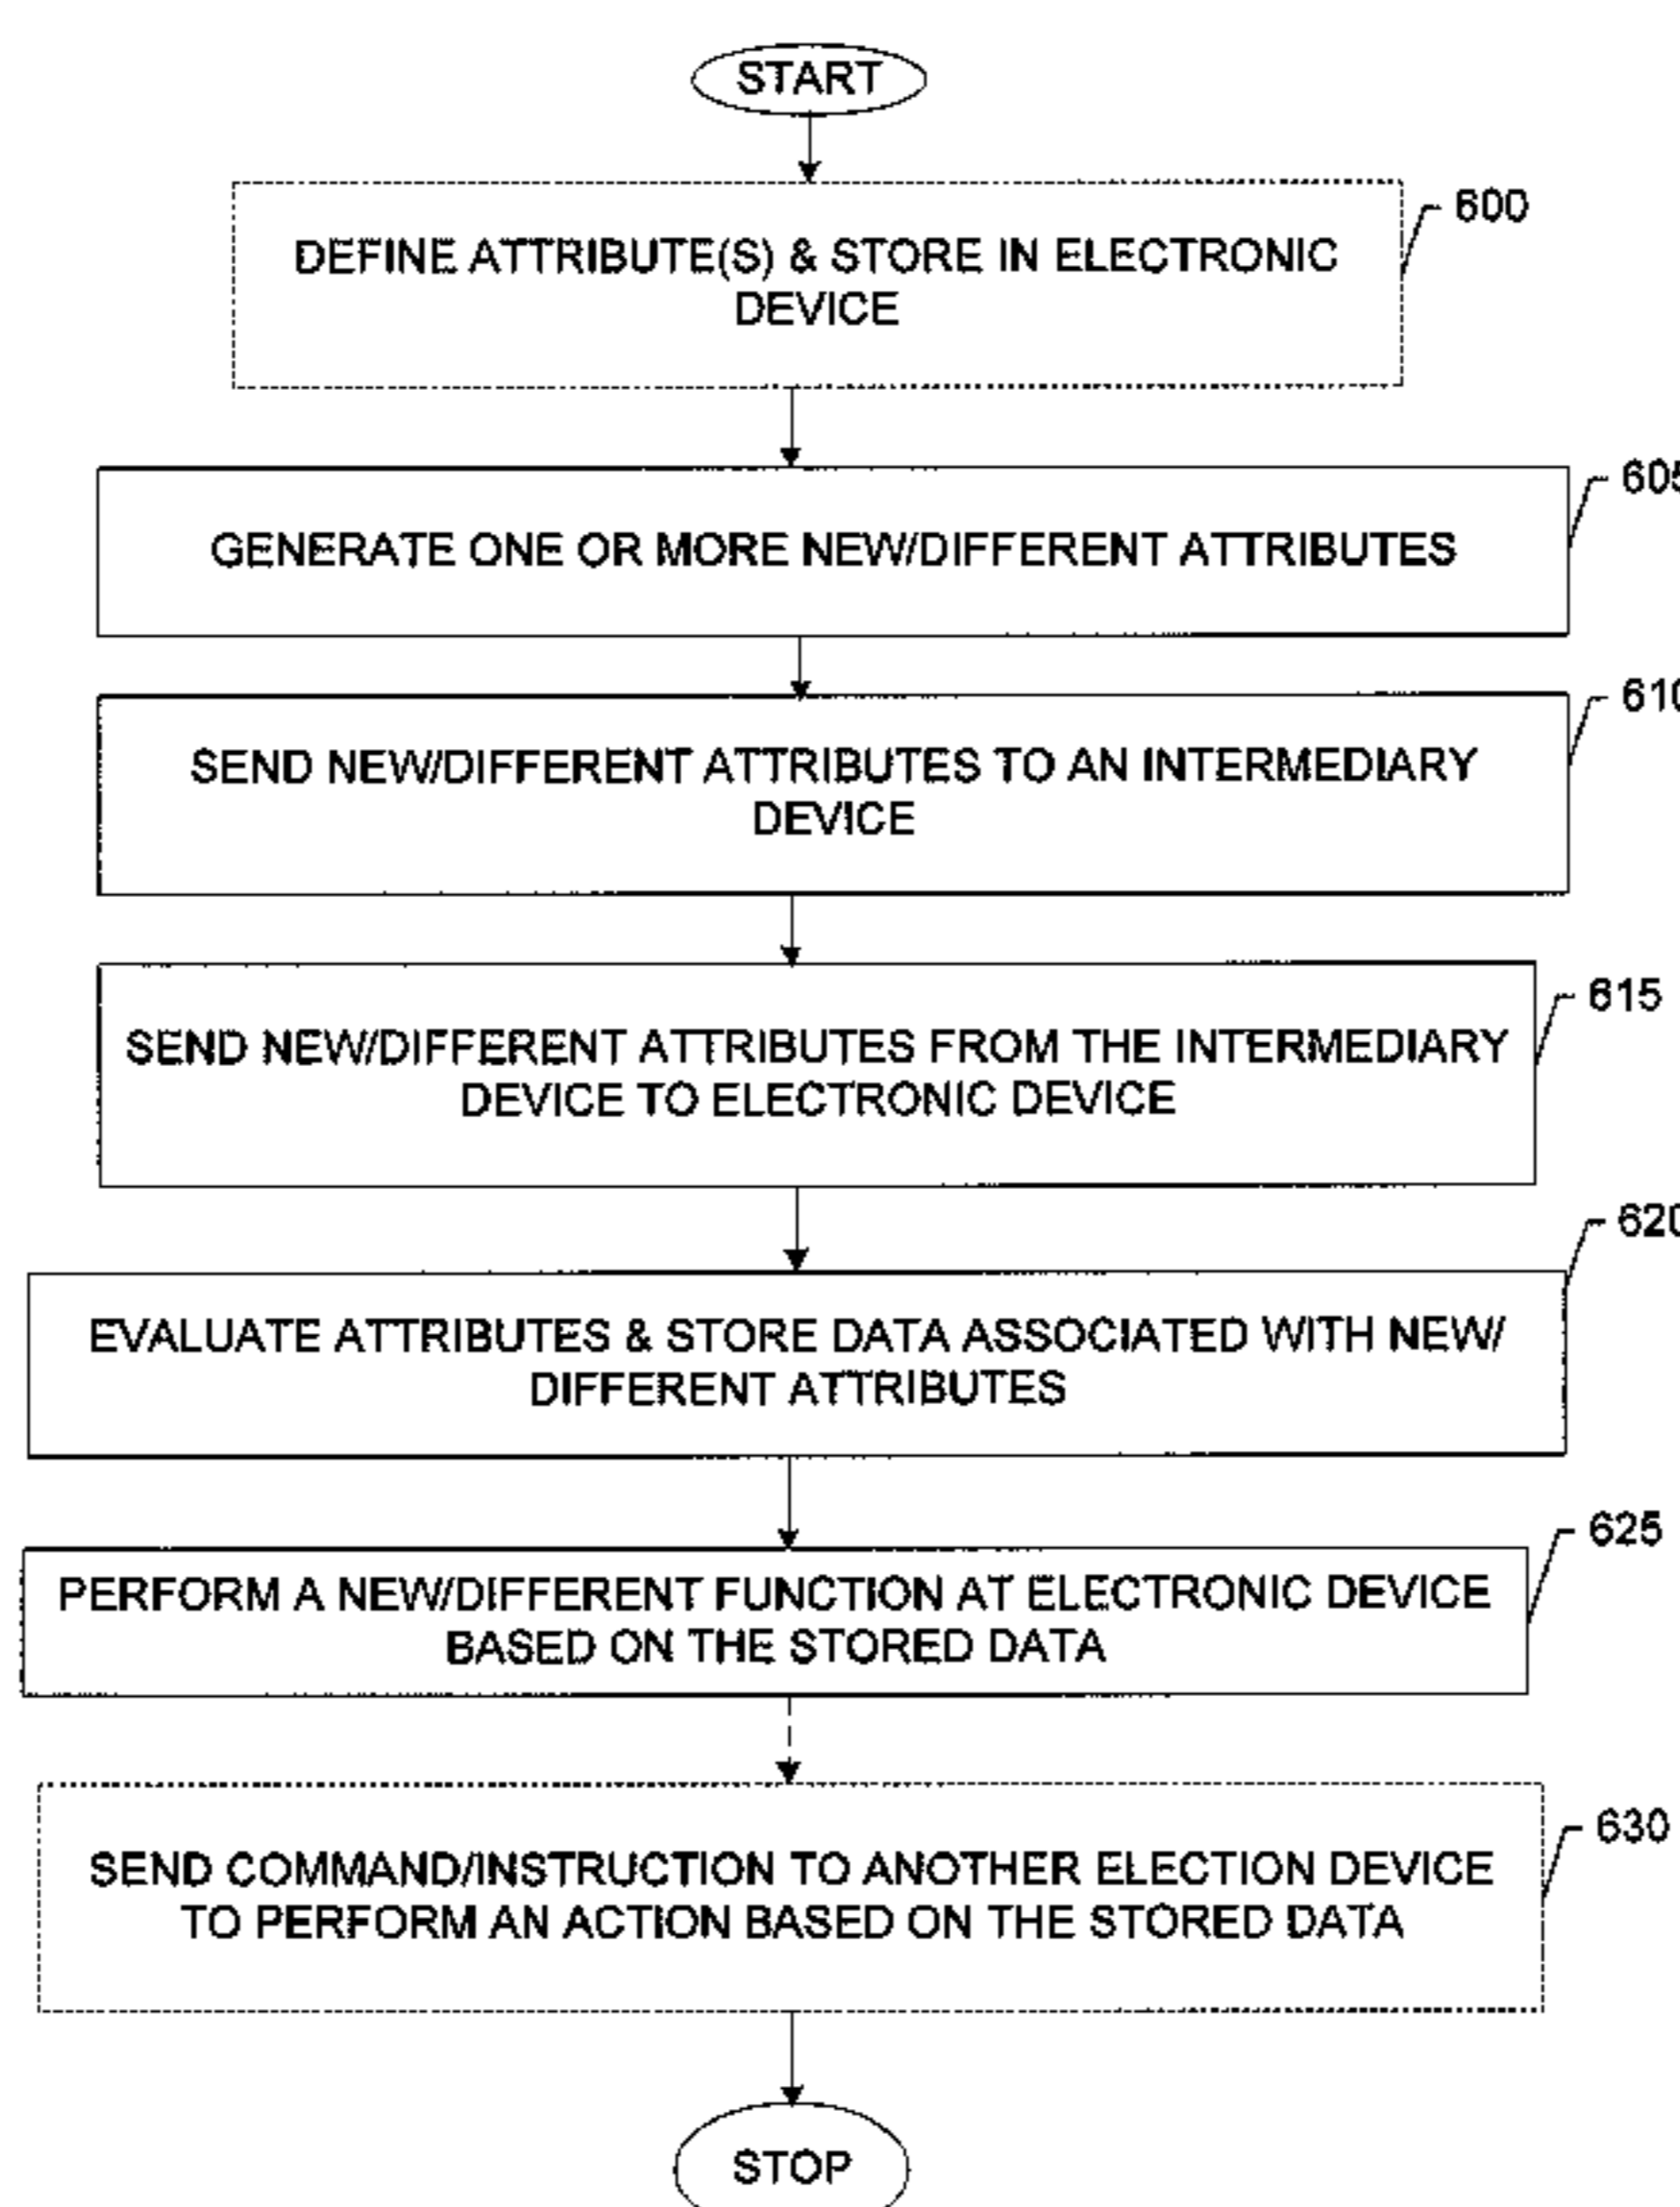 START
600
DEFINE ATTRIBUTE(S) & STORE IN ELECTRONIC
DEVICE
605
GENERATE ONE OR MORE NEW/DIFFERENT ATTRIBUTES
610
SEND NEW/DIFFERENT ATTRIBUTES TO AN INTERMEDIARY
DEVICE
615
SEND NEW/DIFFERENT ATTRIBUTES FROM THE INTERMEDIARY
DEVICE TO ELECTRONIC DEVICE
620
EVALUATE ATTRIBUTES & STORE DATA ASSOCIATED WITH NEW/
DIFFERENT ATTRIBUTES
625
PERFORM A NEW/DIFFERENT FUNCTION AT ELECTRONIC DEVICE
BASED ON THE STORED DATA
630
SEND COMMAND/INSTRUCTION TO ANOTHER ELECTION DEVICE
TO PERFORM AN ACTION BASED ON THE STORED DATA
STOP